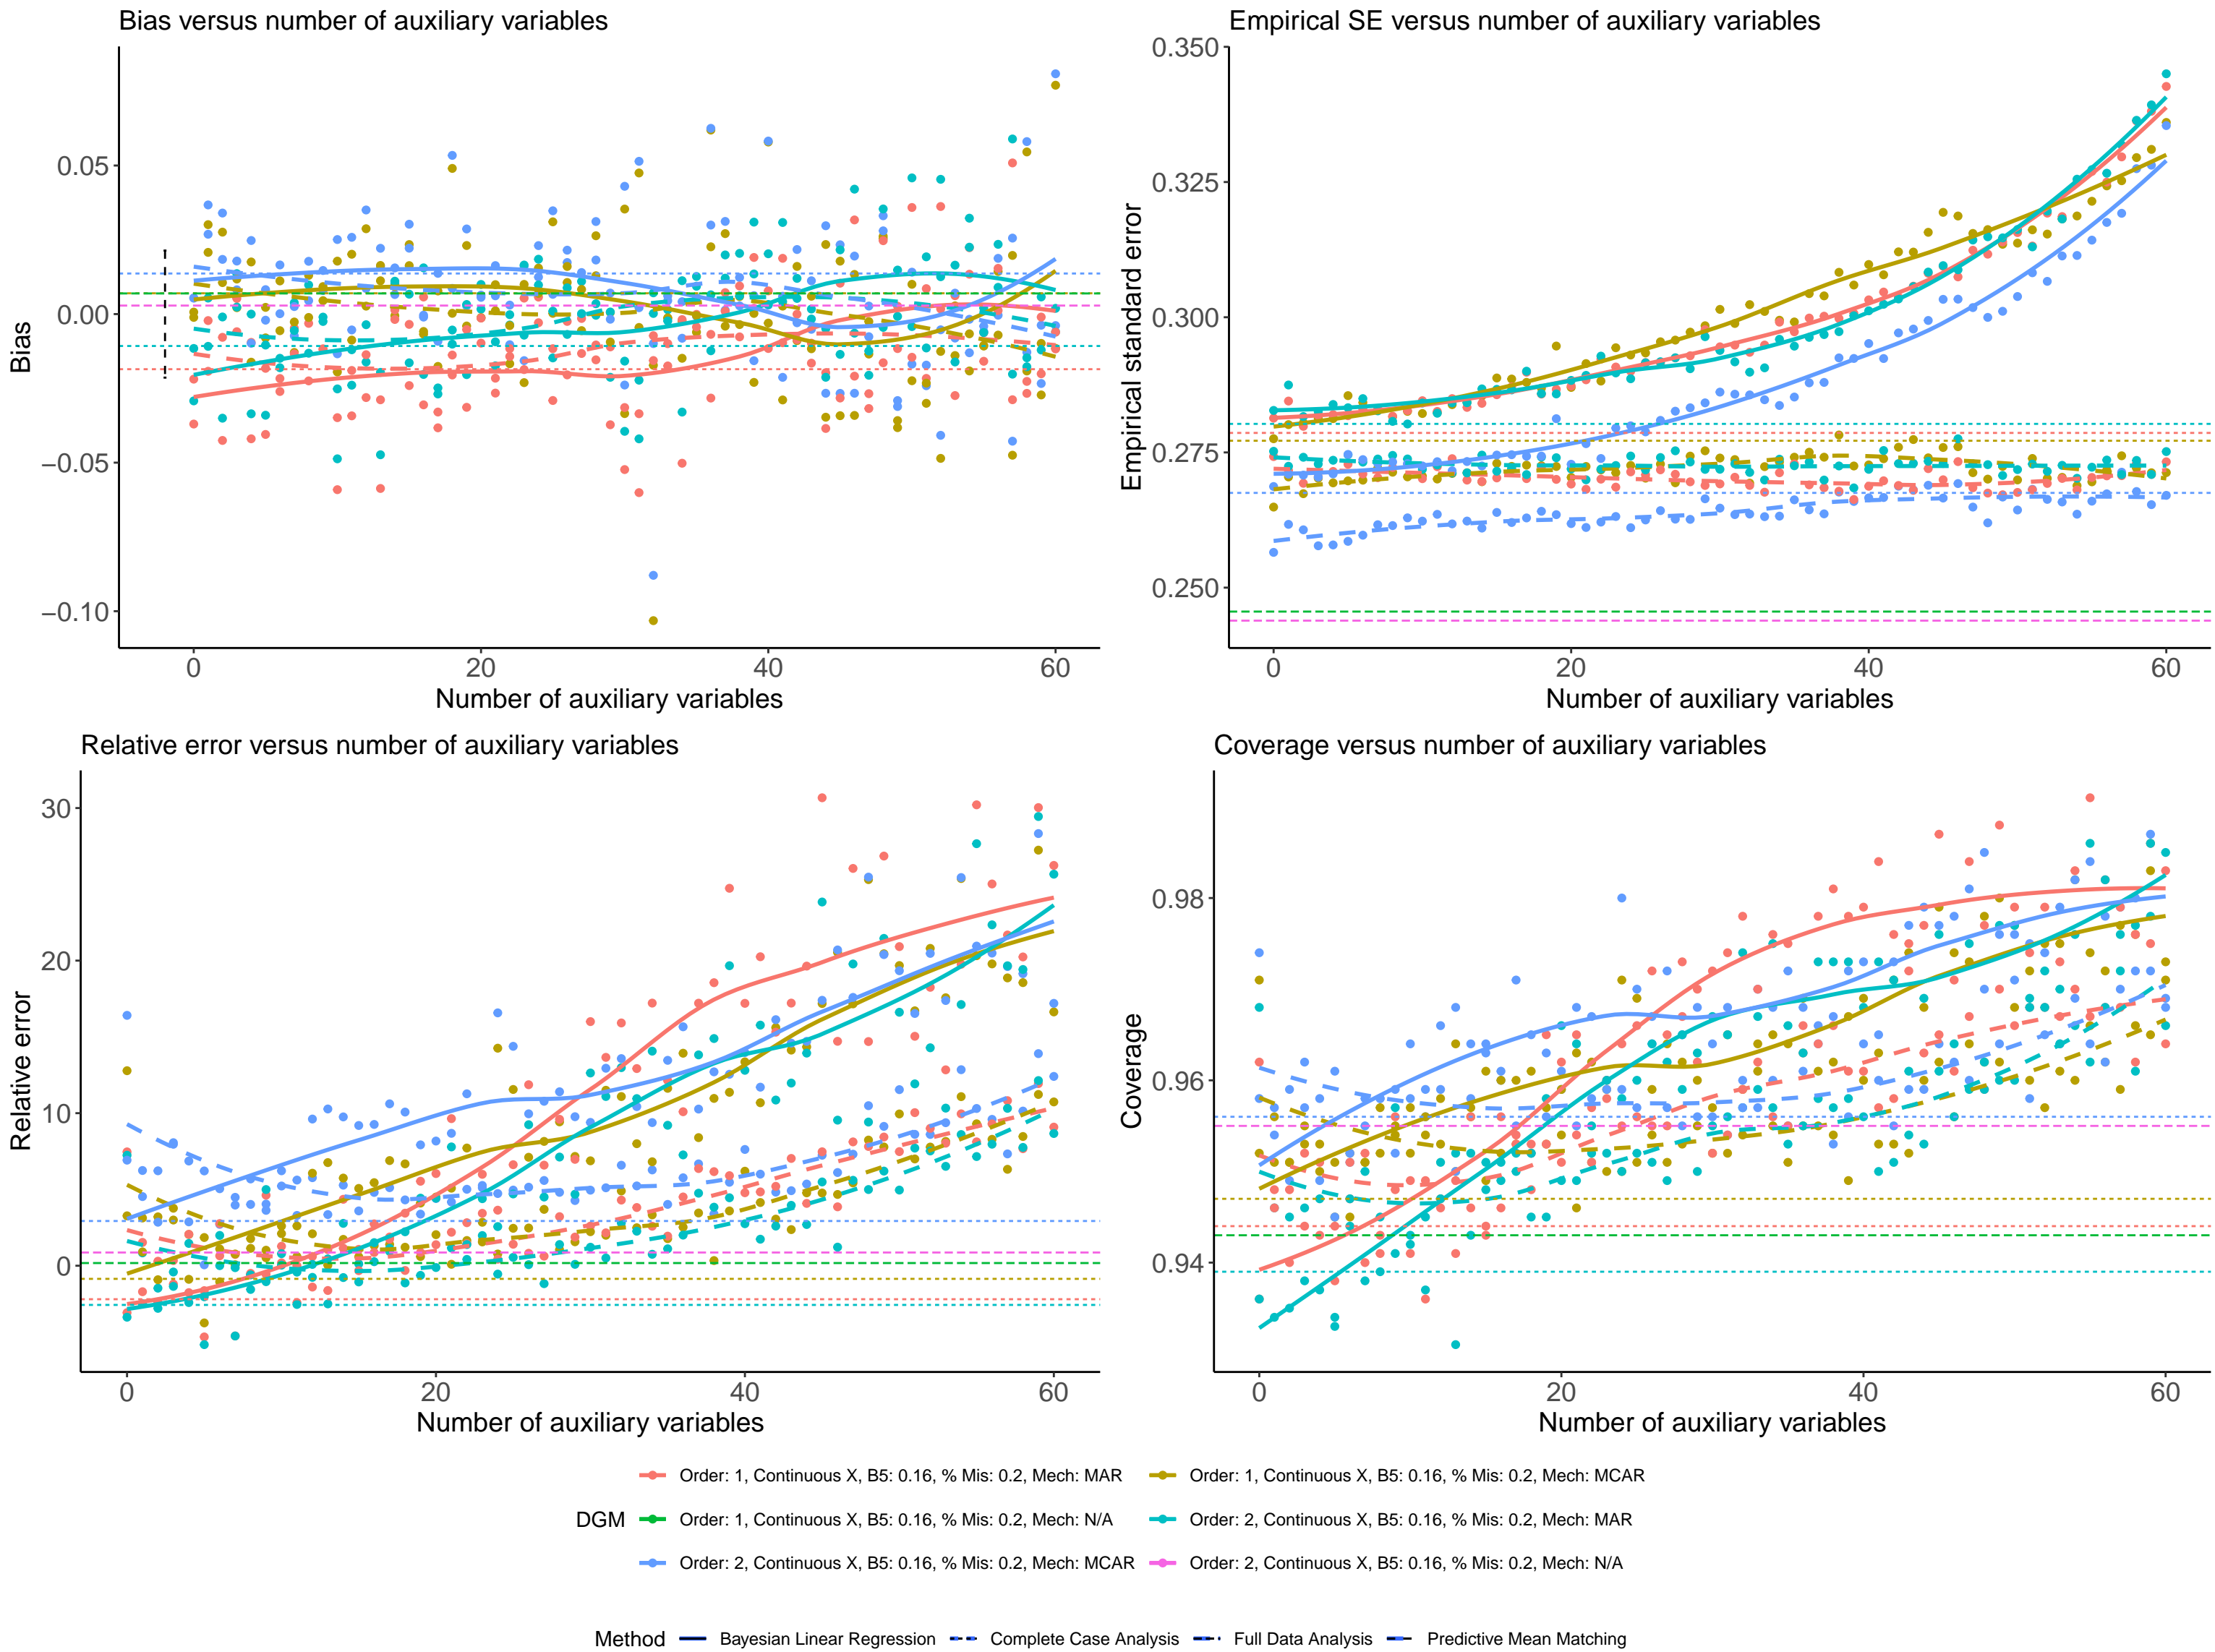 Bias versus number of auxiliary variables
Bias
0.05
0.00
−0.05
−0.10
0 20 40 60
Number of auxiliary variables
Empirical SE versus number of auxiliary variables
Empirical standard error
0.350
0.325
0.300
0.275
0.250
0 20 40 60
Number of auxiliary variables
Relative error versus number of auxiliary variables
Relative error
30
20
10
0
0 20 40 60
Number of auxiliary variables
Coverage versus number of auxiliary variables
Coverage
0.98
0.96
0.94
0 20 40 60
Number of auxiliary variables
DGM
Order: 1, Continuous X, B5: 0.16, % Mis: 0.2, Mech: MAR
Order: 1, Continuous X, B5: 0.16, % Mis: 0.2, Mech: MCAR
Order: 1, Continuous X, B5: 0.16, % Mis: 0.2, Mech: N/A
Order: 2, Continuous X, B5: 0.16, % Mis: 0.2, Mech: MAR
Order: 2, Continuous X, B5: 0.16, % Mis: 0.2, Mech: MCAR
Order: 2, Continuous X, B5: 0.16, % Mis: 0.2, Mech: N/A
Method Bayesian Linear Regression Complete Case Analysis Full Data Analysis Predictive Mean Matching